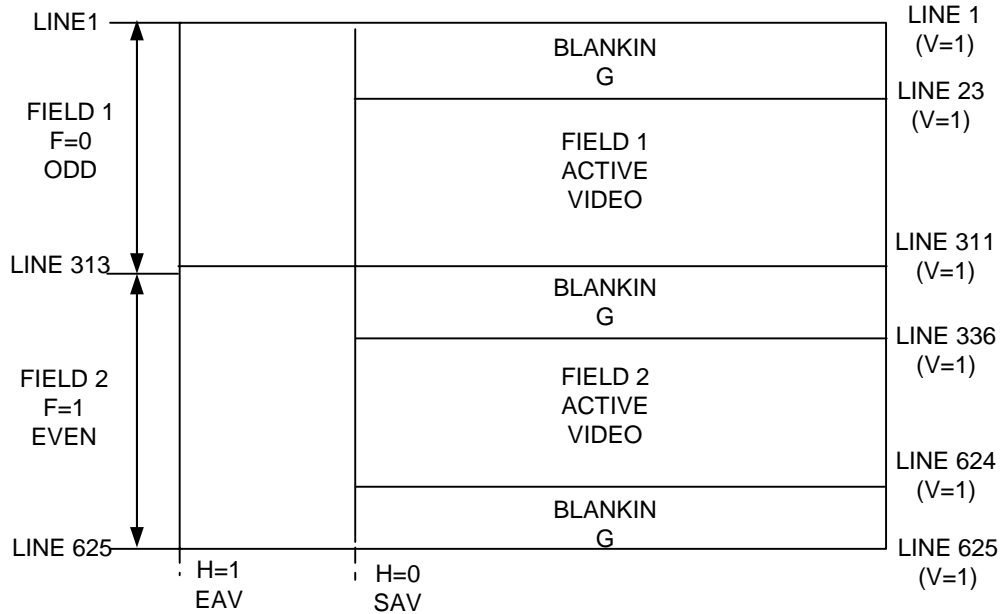 LINE1
LINE 1
(V=1)
BLANKIN
G
LINE 23
(V=1)
FIELD 1
F=0
ODD
FIELD 1
ACTIVE
VIDEO
LINE 311
(V=1)
LINE 313
BLANKIN
G
LINE 336
(V=1)
FIELD 2
F=1
EVEN
FIELD 2
ACTIVE
VIDEO
LINE 624
(V=1)
BLANKIN
G
LINE 625
LINE 625
(V=1)
H=1
EAV
H=0
SAV